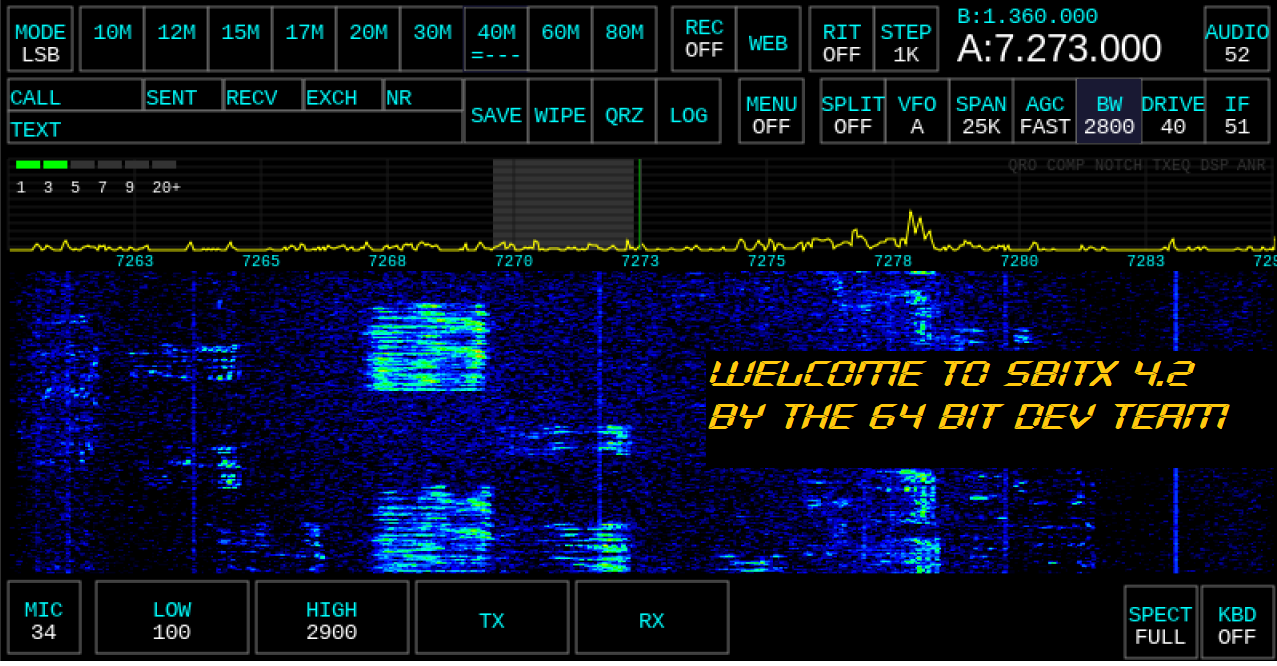 MODE 10M 12M 15M 17M 20M 30M 40M 60M 80M REC WEB RIT STEP B:1.360.000 AUDIO
LSB =--- OFF OFF 1K A:7.273.000 52
CALL SENT RECV EXCH NR SAVE WIPE QRZ LOG MENU SPLIT VFO SPAN AGC BW DRIVE IF
TEXT OFF OFF A 25K FAST 2800 40 51
QRO COMP NOTCH TXEQ DSP ANR
1 3 5 7 9 20+
7263 7265 7268 7270 7273 7275 7278 7280 7283
WELCOME TO SBITX 4.2
BY THE 64 BIT DEV TEAM
MIC LOW HIGH TX RX SPECT KBD
34 100 2900 FULL OFF